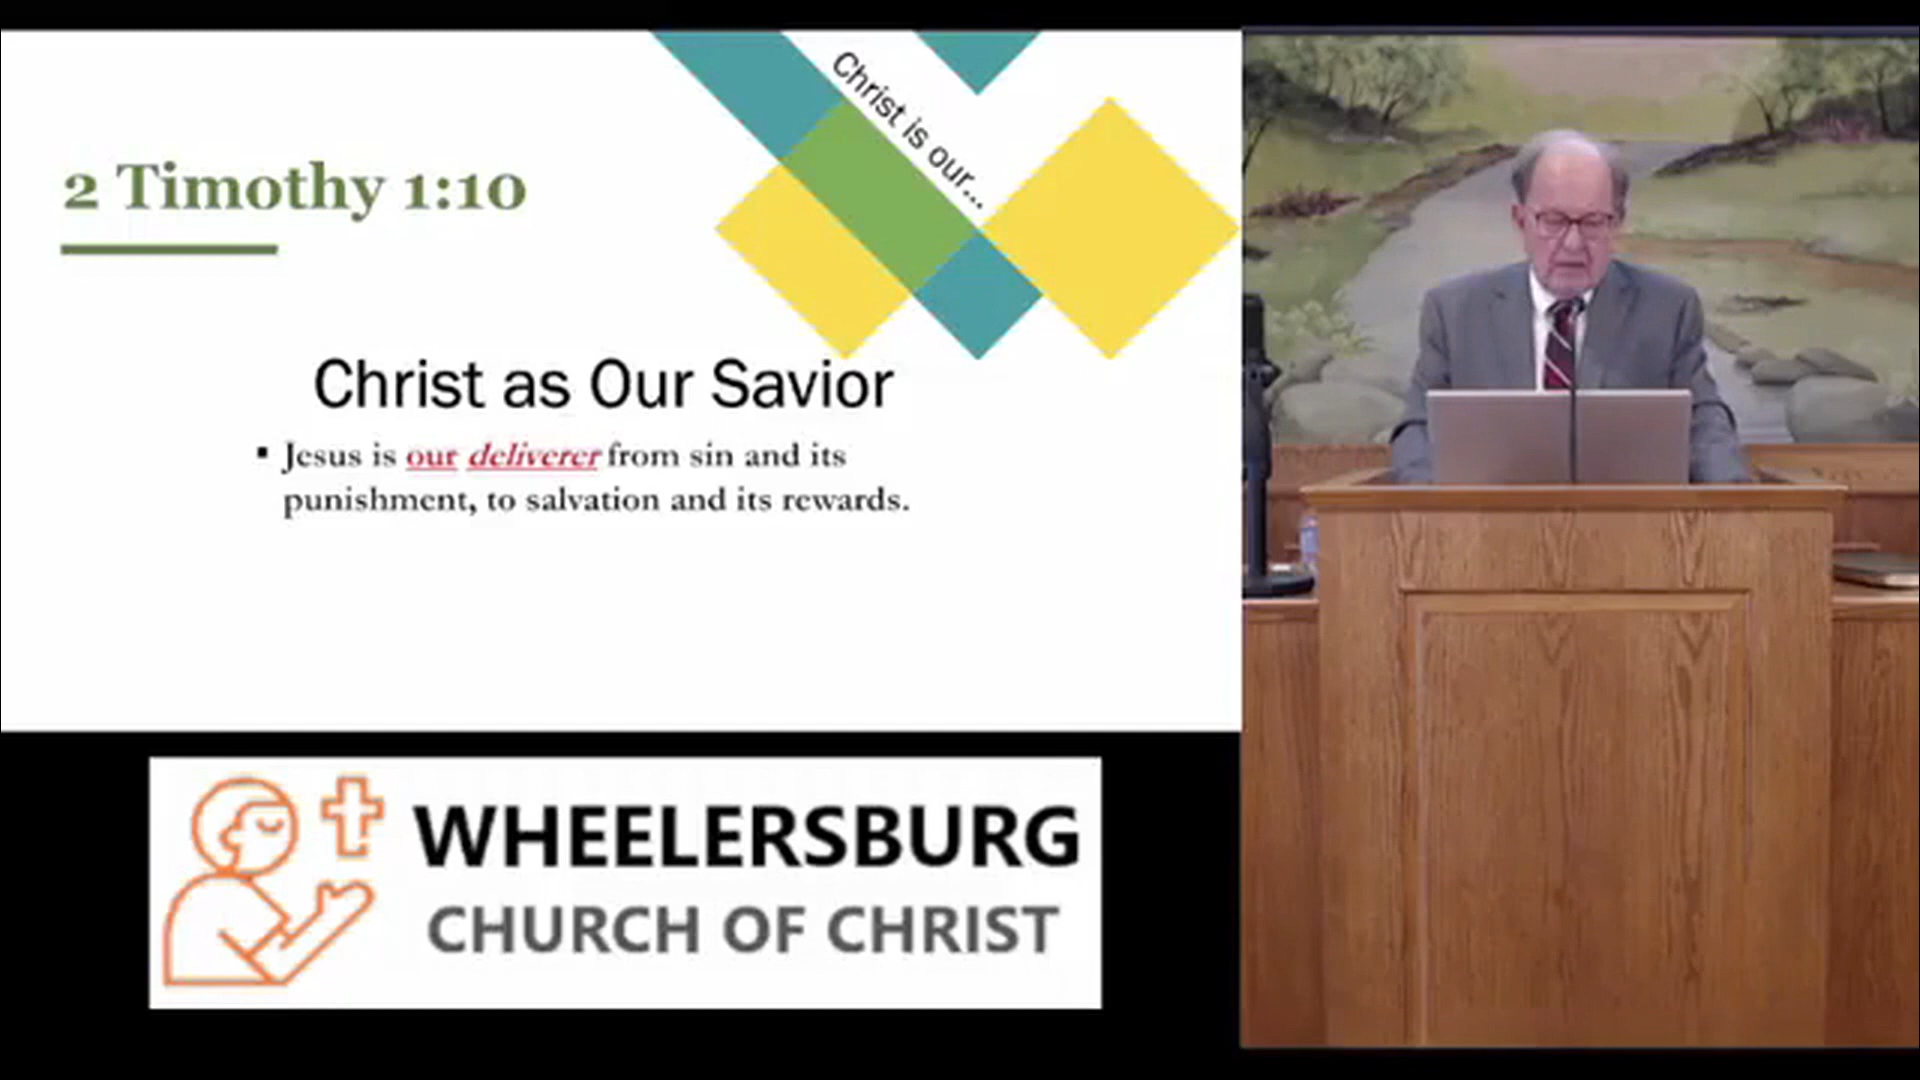 Christ is our...
2 Timothy 1:10
Christ as Our Savior
▪ Jesus is our deliverer from sin and its
punishment, to salvation and its rewards.
WHEELERSBURG
CHURCH OF CHRIST